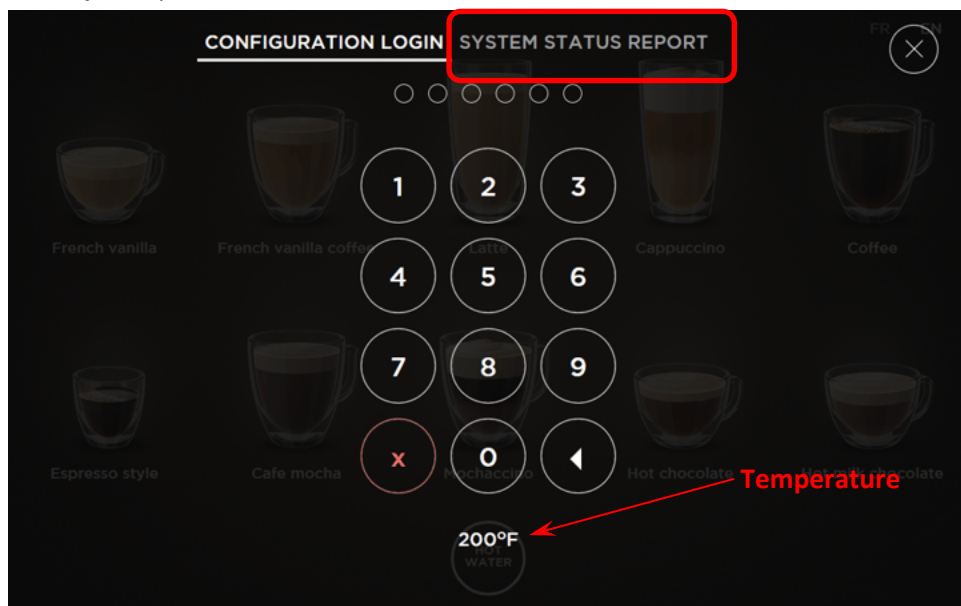 CONFIGURATION LOGIN SYSTEM STATUS REPORT FR EN
1 2 3
French vanilla French vanilla coffee Latte Cappuccino Coffee
4 5 6
7 8 9
x 0
Espresso style Cafe mocha Mochaccino Hot chocolate Hot milk chocolate
Temperature
200°F
HOT
WATER